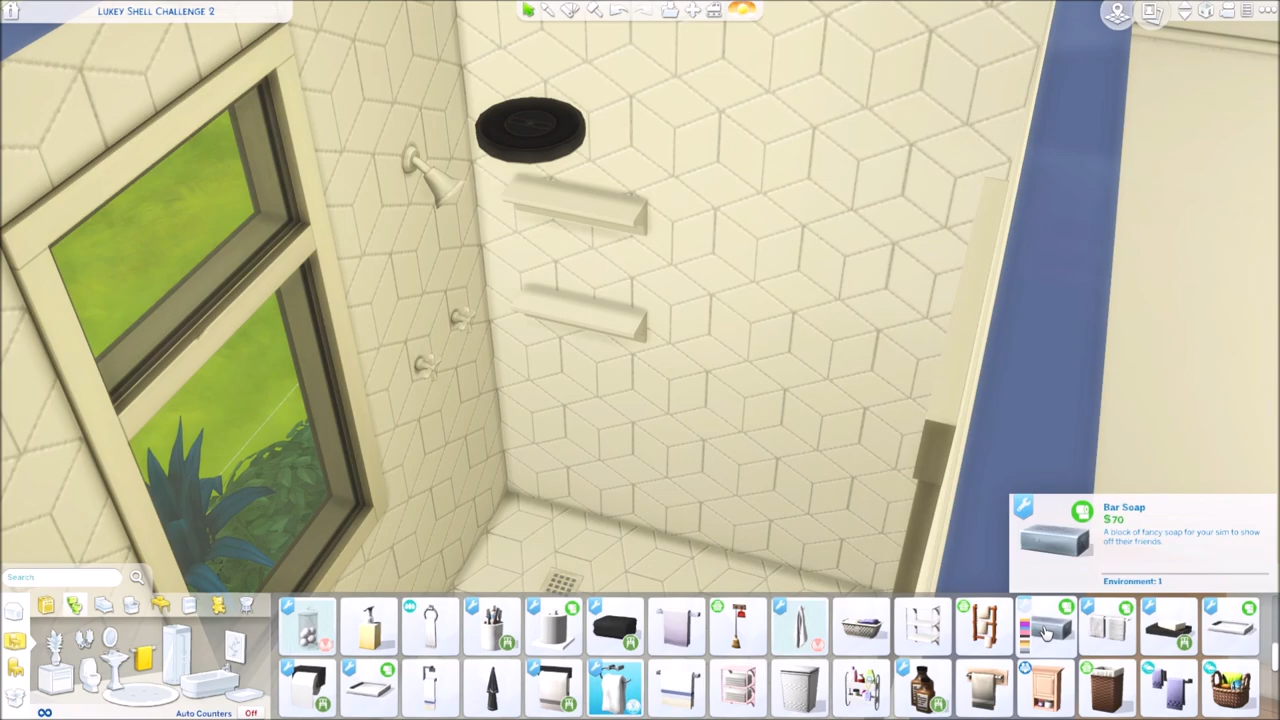 LUKEY SHELL CHALLENGE 2
Bar Soap
$70
A block of fancy soap for your sim to show
off their friends.
Environment: 1
Search
Auto Counters Off